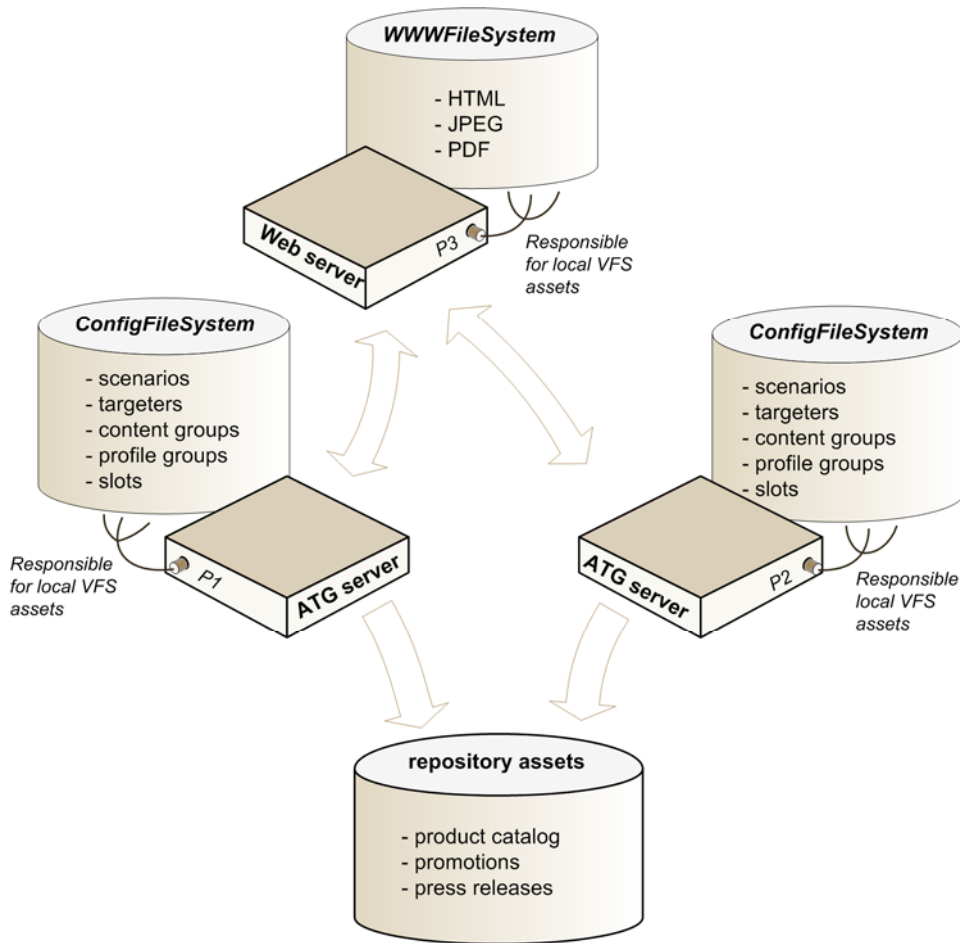 WWWFileSystem
- HTML
- JPEG
- PDF
Web server
P3
Responsible
for local VFS
assets
ConfigFileSystem
- scenarios
- targeters
- content groups
- profile groups
- slots
Responsible
for local VFS
assets
P1
ATG server
ConfigFileSystem
- scenarios
- targeters
- content groups
- profile groups
- slots
ATG server
P2
Responsible
local VFS
assets
repository assets
- product catalog
- promotions
- press releases